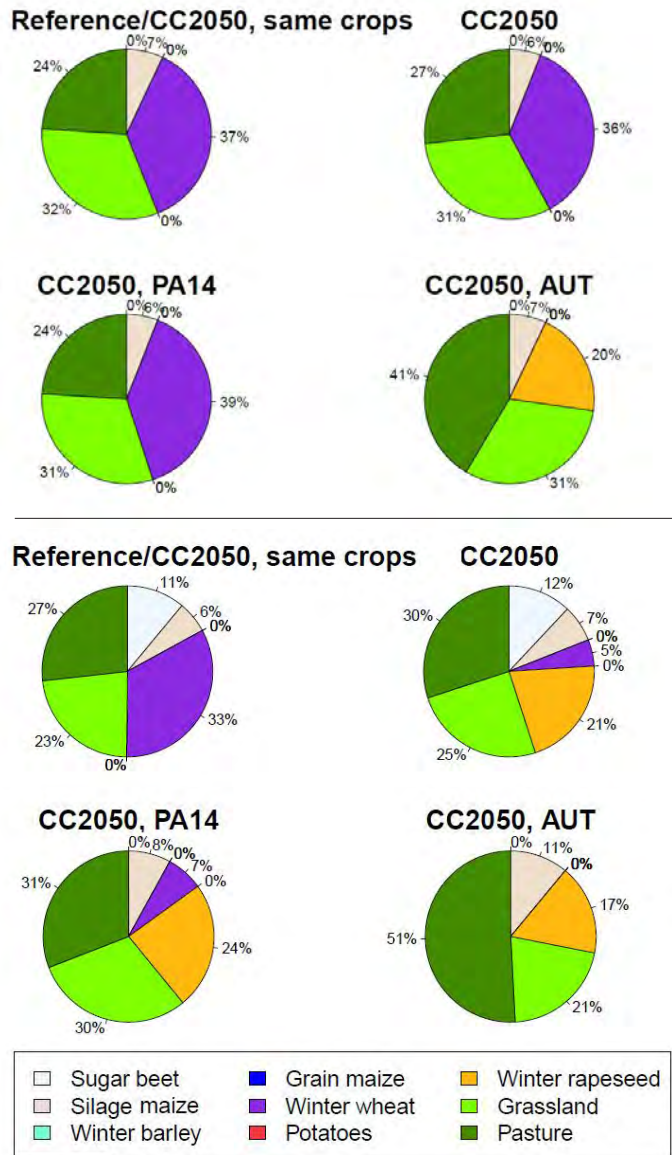 Reference/CC2050, same crops
CC2050
0% 7% 0%
24%
37%
32%
0%
0% 6% 0%
27%
36%
31%
0%
CC2050, PA14
CC2050, AUT
0% 6% 0%
24%
39%
31%
0%
0% 7% 0%
20%
41%
31%
Reference/CC2050, same crops
CC2050
11%
6%
0%
27%
33%
23%
0%
12%
7%
0%
5%
0%
30%
21%
25%
CC2050, PA14
CC2050, AUT
0% 8% 0%
7%
0%
31%
24%
30%
0% 11%
0%
17%
51%
21%
Sugar beet
Grain maize
Winter rapeseed
Silage maize
Winter wheat
Grassland
Winter barley
Potatoes
Pasture